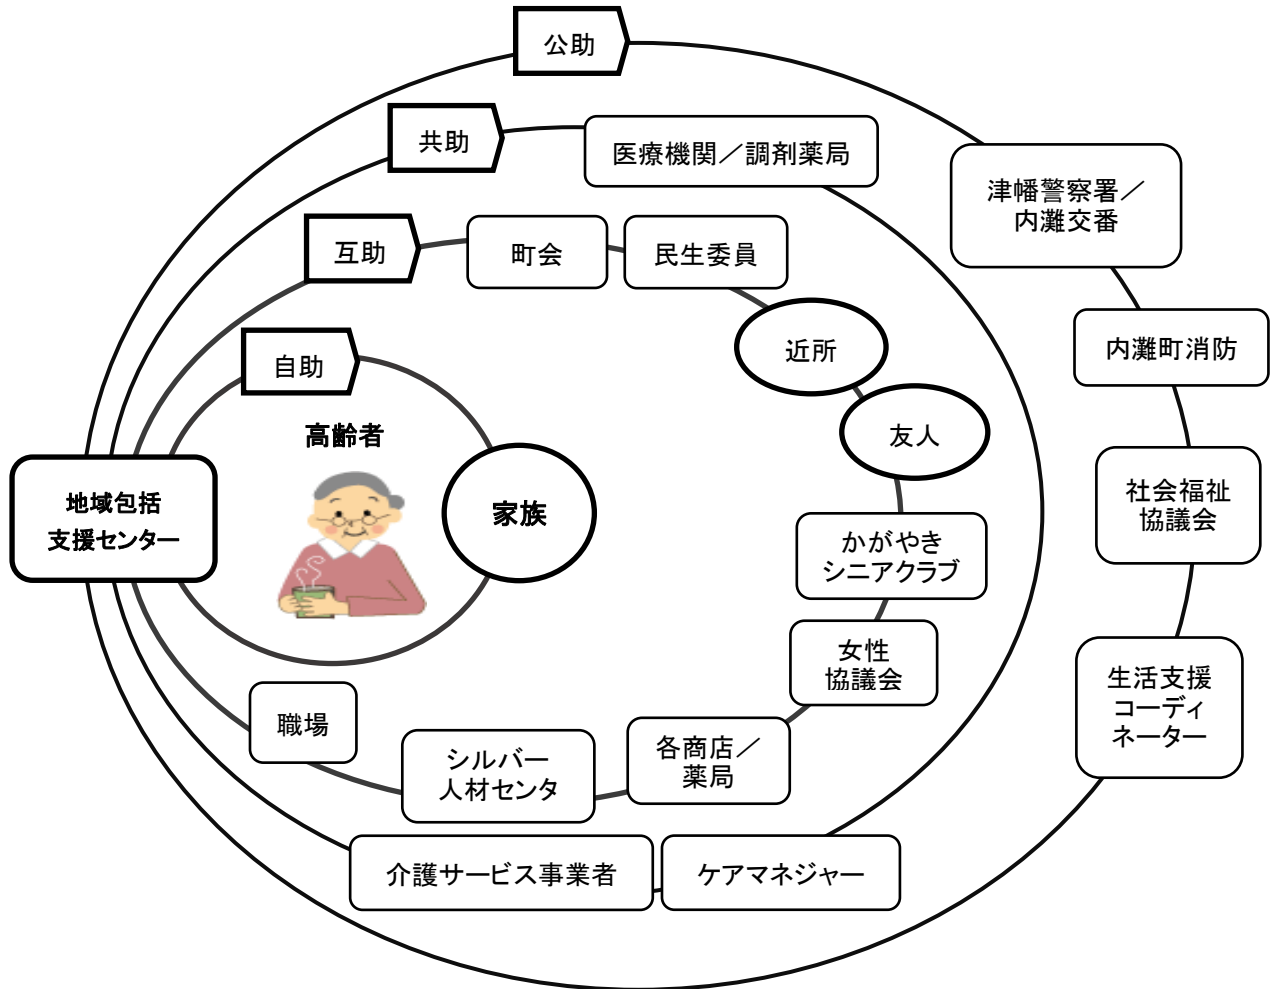 公助
共助
医療機関／調剤薬局
津幡警察署／
内灘交番
互助
町会
民生委員
内灘町消防
自助
近所
高齢者
友人
地域包括
支援センター
家族
社会福祉
協議会
かがやき
シニアクラブ
女性
協議会
生活支援
コーディ
ネーター
職場
シルバー
人材センタ
各商店／
薬局
介護サービス事業者
ケアマネジャー